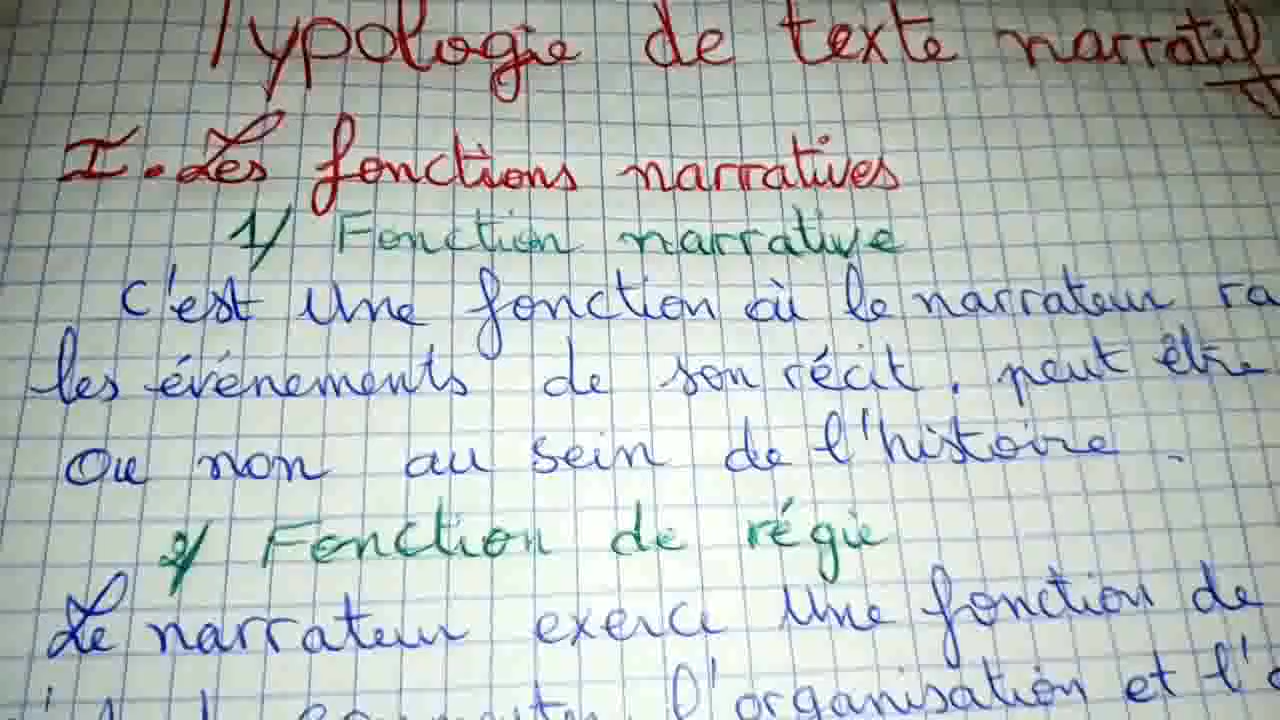 Typologie de texte narratif
I. Les fonctions narratives
1/ Fonction narrative
C'est une fonction où le narrateur ra
les événements de son récit, peut être
ou non au sein de l'histoire.
2/ Fonction de régie
Le narrateur exerce une fonction de
l'organisation et l'